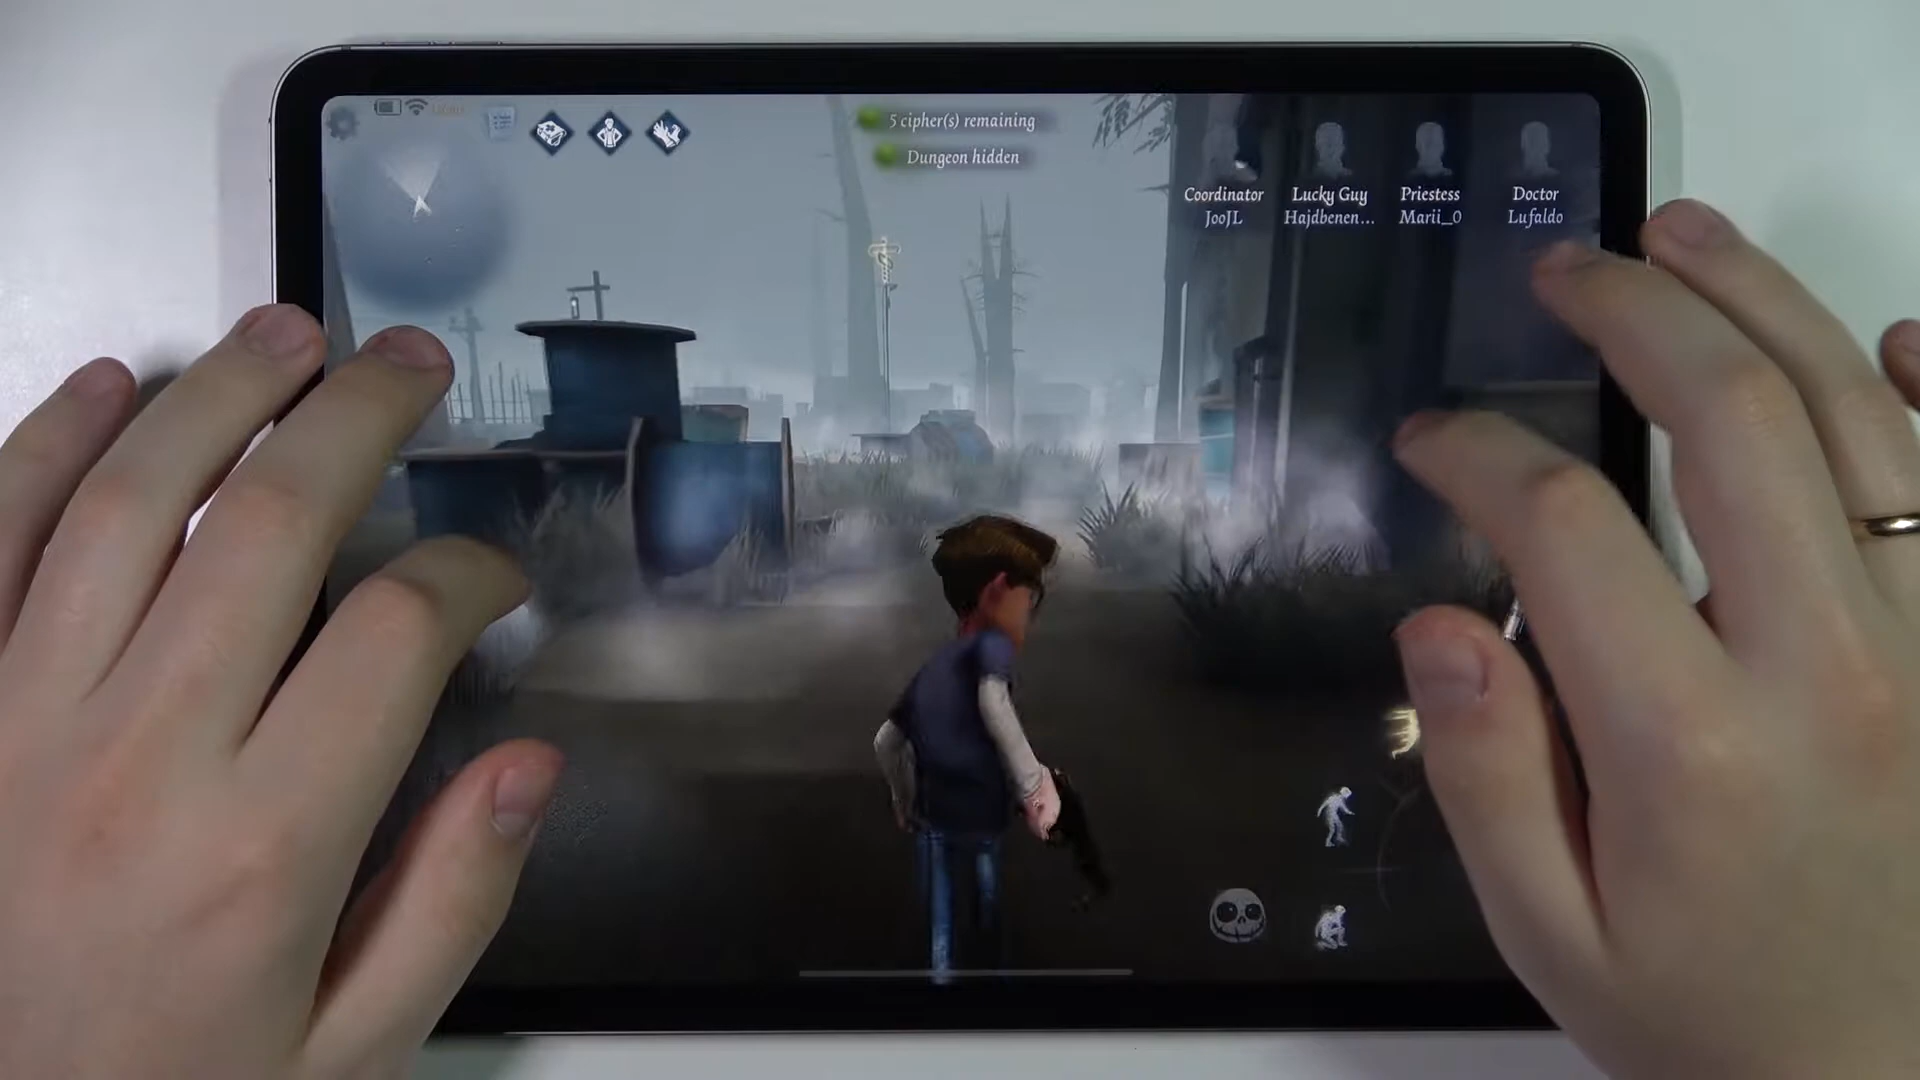 5 cipher(s) remaining
Dungeon hidden
Coordinator Lucky Guy Priestess Doctor
JooJL Hajdbenen... Marii_0 Lufaldo